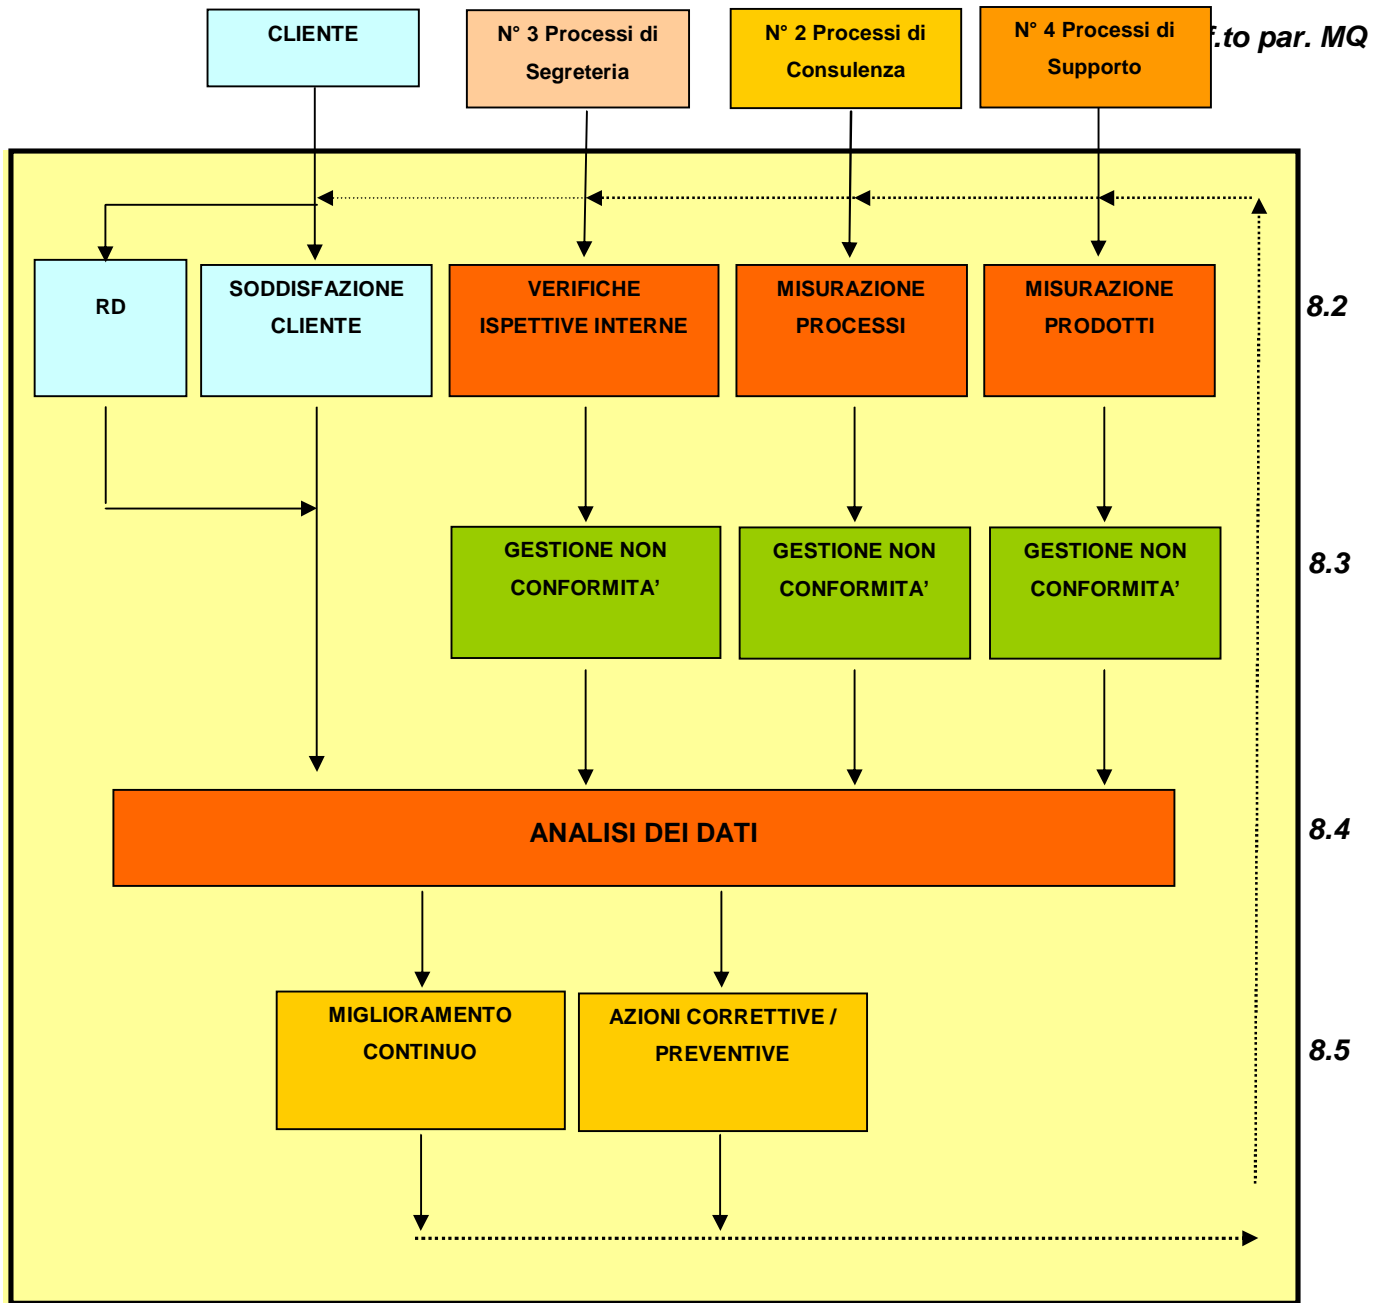 CLIENTE
N° 3 Processi di
Segreteria
N° 2 Processi di
Consulenza
N° 4 Processi di
Supporto
par. MQ
RD
SODDISFAZIONE
CLIENTE
VERIFICHE
ISPETTIVE INTERNE
MISURAZIONE
PROCESSI
MISURAZIONE
PRODOTTI
8.2
GESTIONE NON
CONFORMITA’
GESTIONE NON
CONFORMITA’
GESTIONE NON
CONFORMITA’
8.3
ANALISI DEI DATI
8.4
MIGLIORAMENTO
CONTINUO
AZIONI CORRETTIVE /
PREVENTIVE
8.5